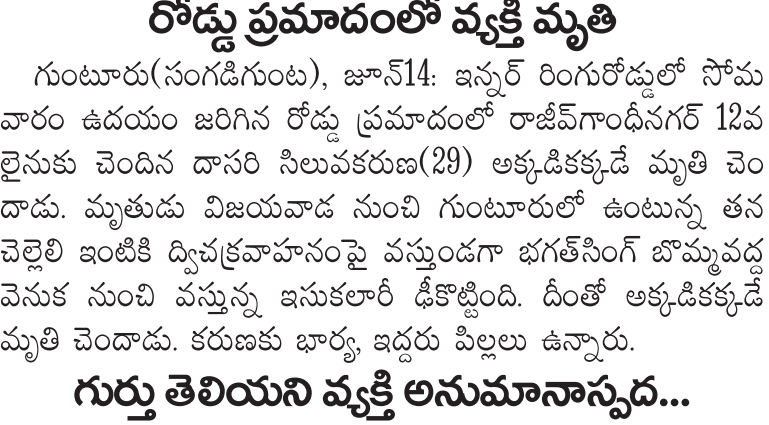 రోడ్డు ప్రమాదంలో వ్యక్తి మృతి
గుంటూరు(సంగడిగుంట), జూన్14: ఇన్నర్ రింగురోడ్డులో సోమ
వారం ఉదయం జరిగిన రోడ్డు ప్రమాదంలో రాజీవ్‌గాంధీనగర్ 12వ
లైనుకు చెందిన దాసరి సిలువకరుణ(29) అక్కడికక్కడే మృతి చెం
దాడు. మృతుడు విజయవాడ నుంచి గుంటూరులో ఉంటున్న తన
చెల్లెలి ఇంటికి ద్విచక్రవాహనంపై వస్తుండగా భగత్‌సింగ్ బొమ్మవద్ద
వెనుక నుంచి వస్తున్న ఇసుకలారీ ఢీకొట్టింది. దీంతో అక్కడికక్కడే
మృతి చెందాడు. కరుణకు భార్య, ఇద్దరు పిల్లలు ఉన్నారు.
గుర్తు తెలియని వ్యక్తి అనుమానాస్పద...